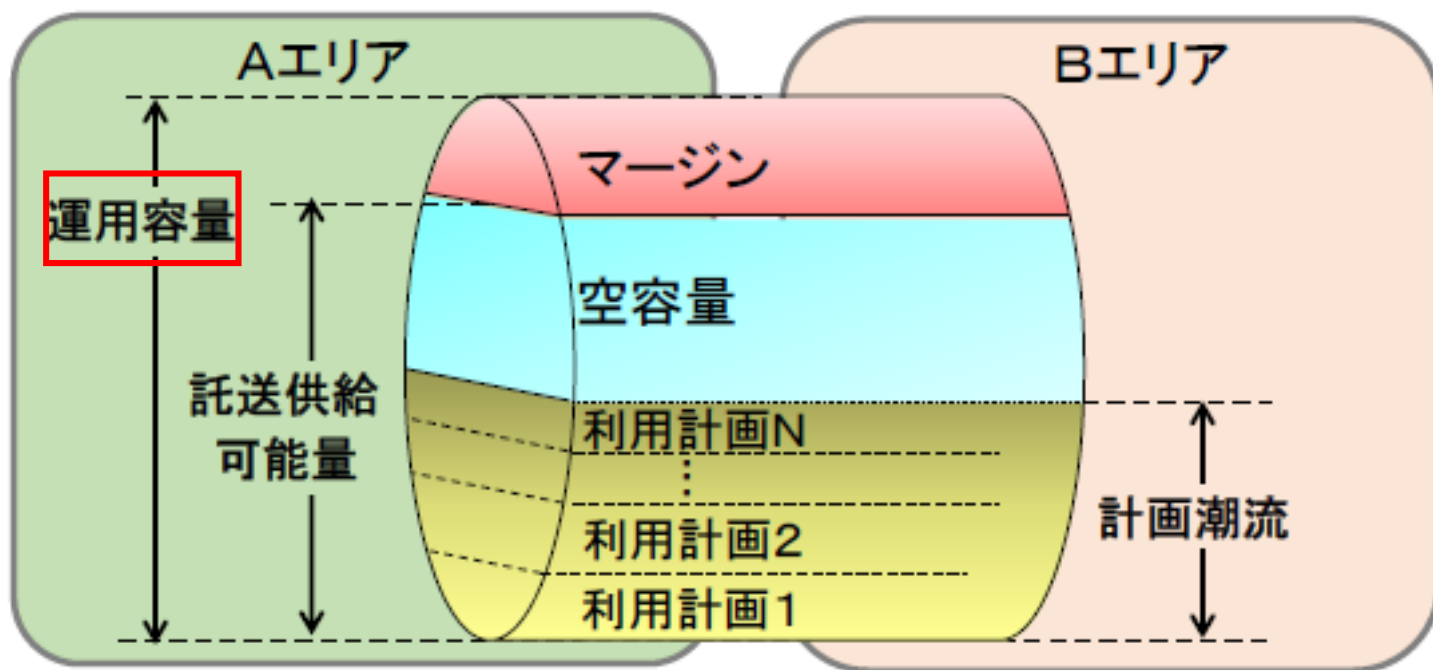 Aエリア
Bエリア
マージン
運用容量
空容量
託送供給
可能量
利用計画N
⋮
利用計画2
計画潮流
利用計画1